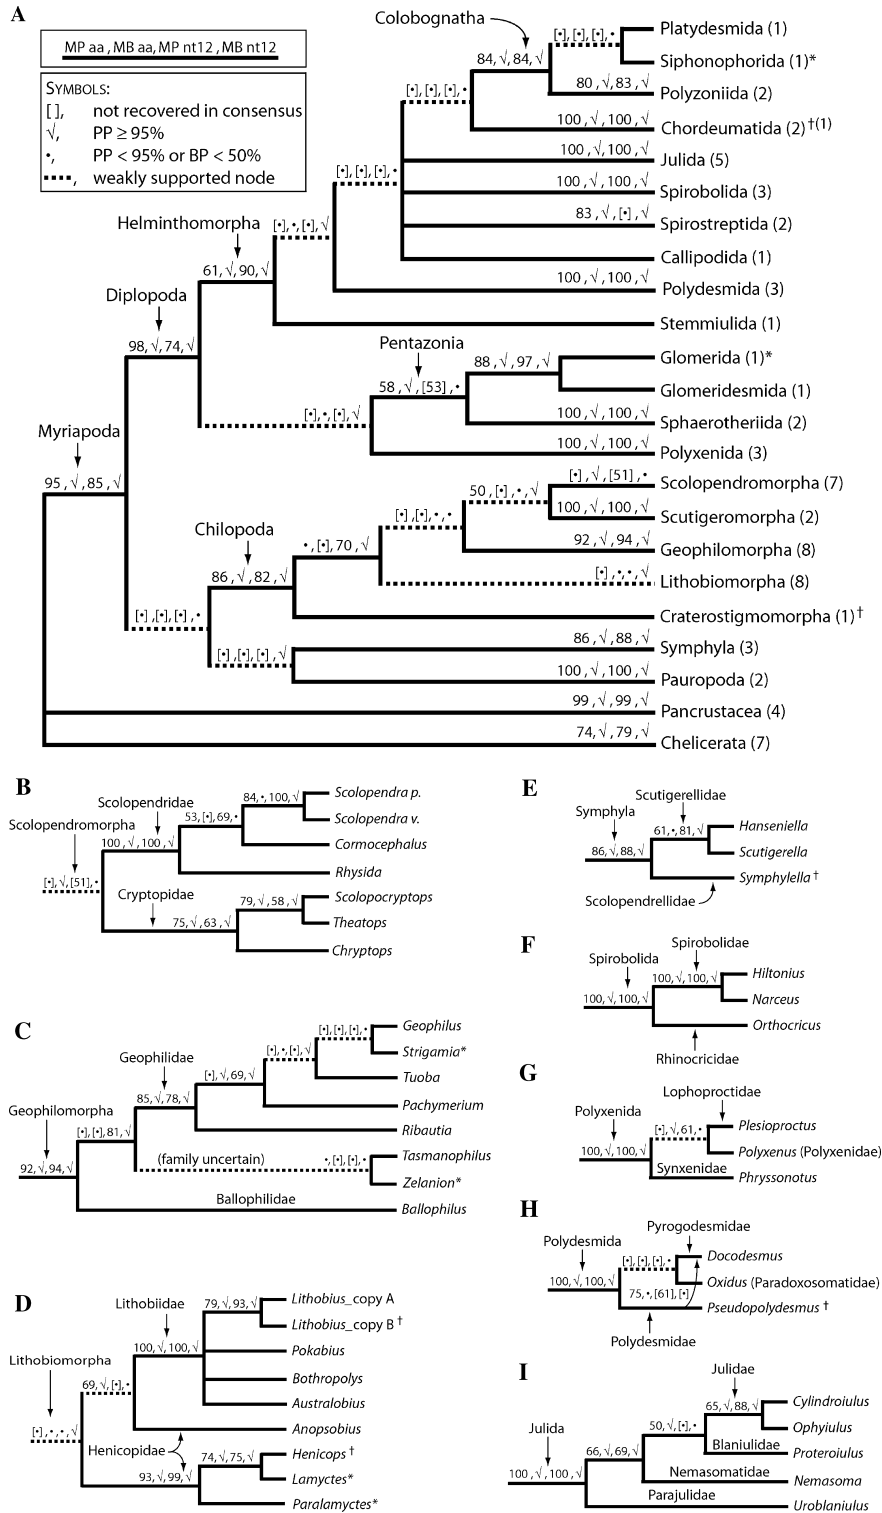 A
MP aa , MB aa, MP nt12 , MB nt12
SYMBOLS:
[ ], not recovered in consensus
√, PP ≥ 95%
•, PP < 95% or BP < 50%
, weakly supported node
Colobognatha
[•], [•], [•], •
Platydesmida (1)
Siphonophorida (1)*
84, √, 84, √
80 , √ , 83 , √
Polyzoniida (2)
[•], [•], [•], •
100 , √, 100 , √
Chordeumatida (2)†(1)
100 , √, 100 , √
Julida (5)
[•], [•], [•], •
100 , √, 100 , √
Spirobolida (3)
Helminthomorpha
[•], •, [•], √
83 , √, [•] , √
Spirostreptida (2)
Callipodida (1)
61, √, 90, √
100 , √, 100 , √
Polydesmida (3)
Diplopoda
Stemmiulida (1)
98, √, 74, √
Pentazonia
88 , √ , 97, √
Glomerida (1)*
58 , √, [53] , •
Glomeridesmida (1)
[•], •, [•], √
100 , √, 100 , √
Sphaerotheriida (2)
Myriapoda
100 , √, 100 , √
Polyxenida (3)
95 , √, 85 , √
[•] , √, [51] , •
Scolopendromorpha (7)
50 , [•] , • , √
100 , √, 100 , √
Scutigeromorpha (2)
Chilopoda
[•] , [•] , •, •
92 , √, 94 , √
Geophilomorpha (8)
•, [•], 70 , √
[•] , • , • , √
Lithobiomorpha (8)
86 , √, 82 , √
Craterostigmomorpha (1)†
[•], [•], [•], •
86 , √, 88 , √
Symphyla (3)
[•], [•], [•] , √
100 , √, 100 , √
Pauropoda (2)
99 , √ , 99 , √
Pancrustacea (4)
74, √, 79, √
Chelicerata (7)
B
Scolopendridae
84, •, 100, √
Scolopendra p.
Scolopendra v.
Scolopendromorpha
53, [•], 69, •
Cormocephalus
100, √, 100, √
Rhysida
[•], √, [51], •
Cryptopidae
79, √, 58, √
Scolopocryptops
Theatops
75, √, 63, √
Chryptops
C
[•], [•], [•], •
Geophilus
Strigamia*
Geophilidae
[•], •, [•], √
Tuoba
[•], √, 69, √
Pachymerium
Geophilomorpha
85, √, 78, √
Ribautia
[•], [•], 81, √
(family uncertain)
•, [•], [•], •
Tasmanophilus
Zelanion*
92, √, 94, √
Ballophilidae
Ballophilus
D
Lithobiidae
79, √, 93, √
Lithobius_copy A
Lithobius_copy B †
100, √, 100, √
Pokabius
Lithobiomorpha
Bothropolys
69, √, [•], •
Australobius
Anopsobius
[•], •, •, √
Henicopidae
74, √, 75, √
Henicops †
Lamyctes*
93, √, 99, √
Paralamyctes*
E
Scutigerellidae
Symphyla
61, •, 81, √
Hanseniella
86, √, 88, √
Scutigerella
Symphylella †
Scolopendrellidae
F
Spirobolidae
Spirobolida
100, √, 100, √
Hiltonius
100, √, 100, √
Narceus
Orthocricus
Rhinocricidae
G
Lophoproctidae
Polyxenida
[•], √, 61, •
Plesioproctus
100, √, 100, √
Polyxenus (Polyxenidae)
Synxenidae
Phryssonotus
H
Pyrogodesmidae
Polydesmida
[•], [•], [•], •
Docodesmus
100, √, 100, √
Oxidus (Paradoxosomatidae)
75, •, [61], [•]
Pseudopolydesmus †
Polydesmidae
I
Julidae
65, √, 88, √
Cylindroiulus
Julida
50, √, [•], •
Ophyiulus
Blaniulidae
Proteroiulus
66, √, 69, √
Nemasomatidae
Nemasoma
100, √, 100, √
Parajulidae
Uroblaniulus